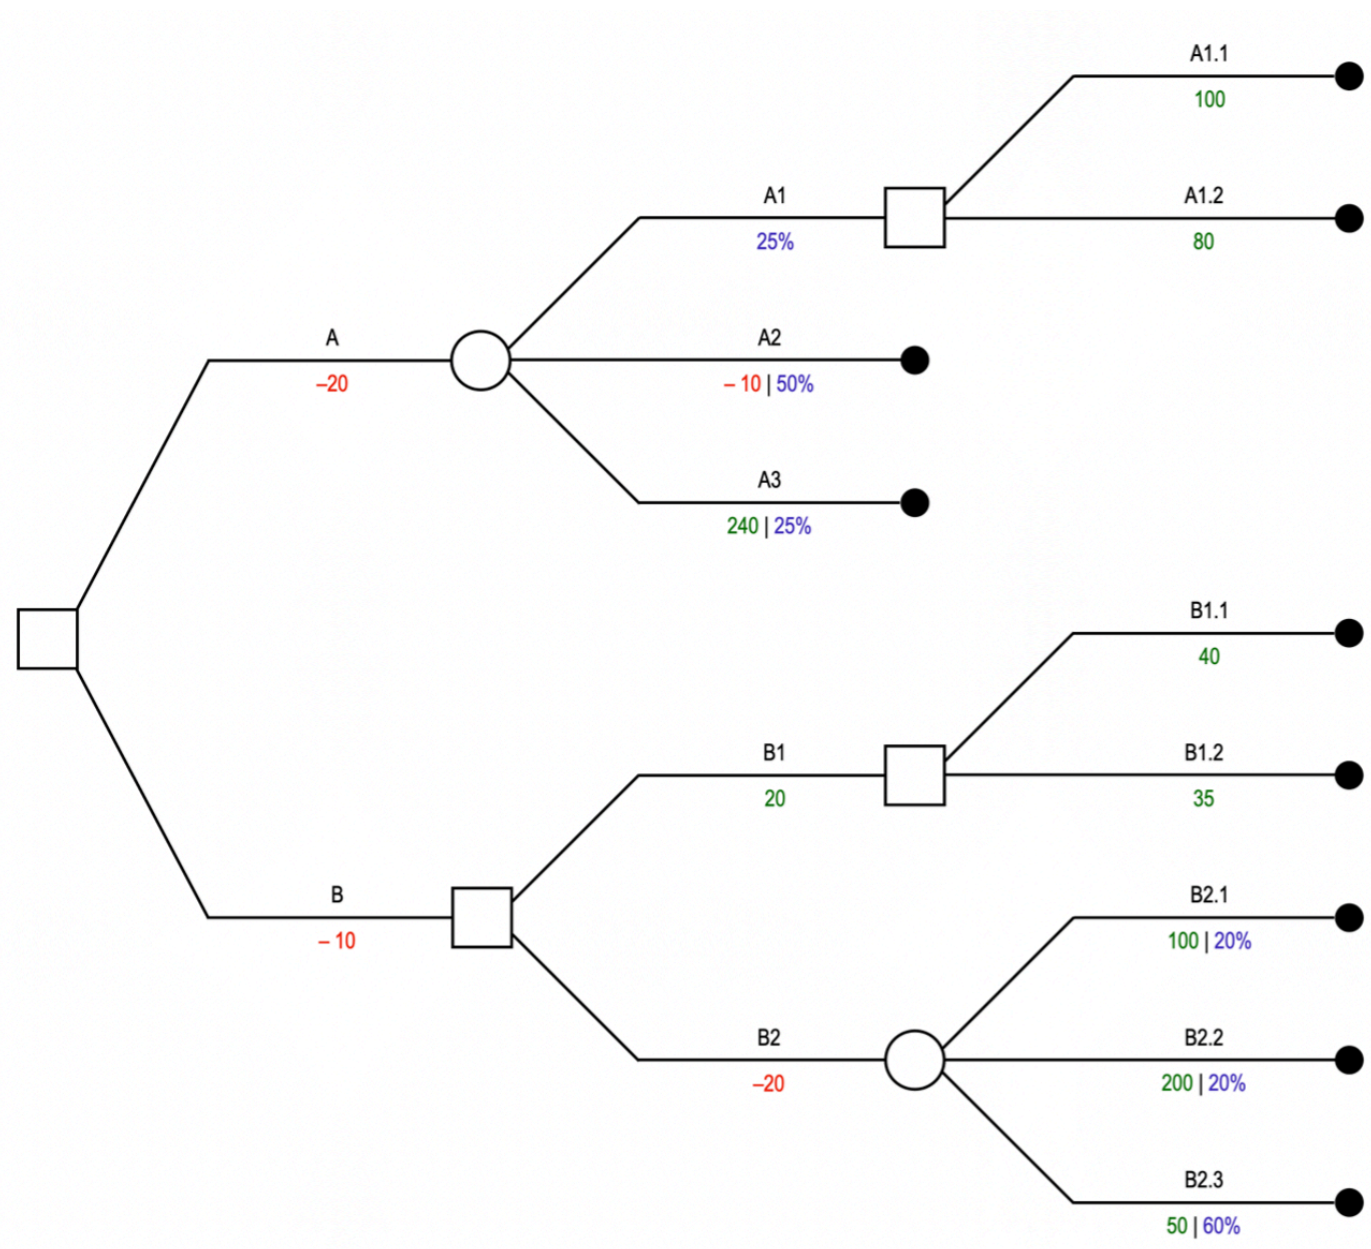 A1.1
100
A1
A1.2
25%
80
A
A2
–20
– 10 | 50%
A3
240 | 25%
B1.1
40
B1
B1.2
20
35
B
B2.1
– 10
100 | 20%
B2
B2.2
–20
200 | 20%
B2.3
50 | 60%